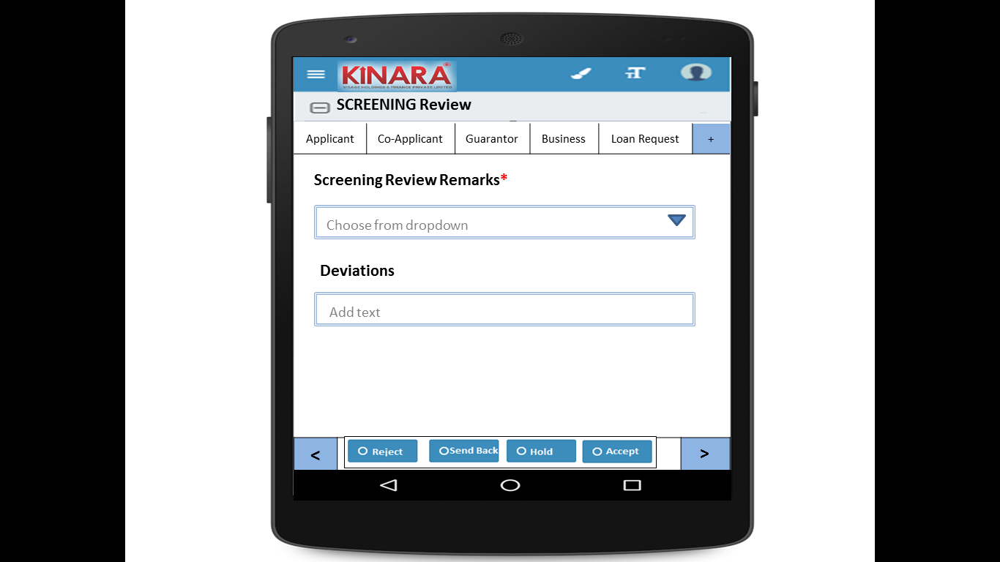 KINARA®
VISAGE HOLDINGS & FINANCE PRIVATE LIMITED
TT
SCREENING Review
Applicant Co-Applicant Guarantor Business Loan Request +
Screening Review Remarks*
Choose from dropdown
Deviations
Add text
< Reject Send Back Hold Accept >